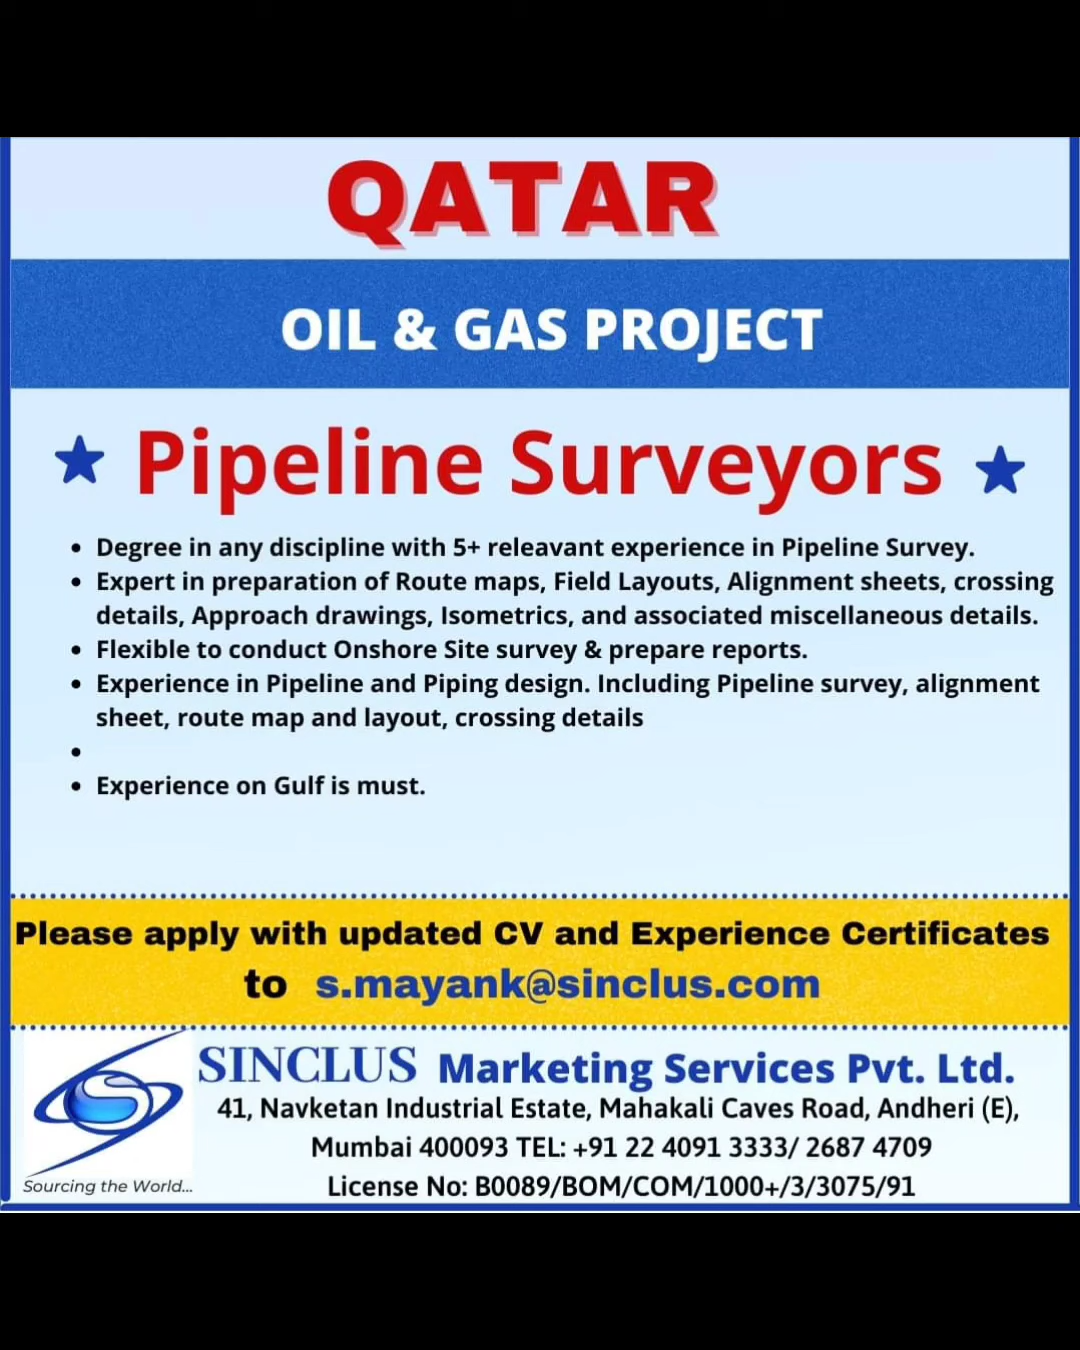 QATAR
OIL & GAS PROJECT
Pipeline Surveyors
• Degree in any discipline with 5+ releavant experience in Pipeline Survey.
• Expert in preparation of Route maps, Field Layouts, Alignment sheets, crossing
details, Approach drawings, Isometrics, and associated miscellaneous details.
• Flexible to conduct Onshore Site survey & prepare reports.
• Experience in Pipeline and Piping design. Including Pipeline survey, alignment
sheet, route map and layout, crossing details
•
• Experience on Gulf is must.
Please apply with updated CV and Experience Certificates
to s.mayank@sinclus.com
SINCLUS Marketing Services Pvt. Ltd.
41, Navketan Industrial Estate, Mahakali Caves Road, Andheri (E),
Mumbai 400093 TEL: +91 22 4091 3333/ 2687 4709
Sourcing the World...
License No: B0089/BOM/COM/1000+/3/3075/91